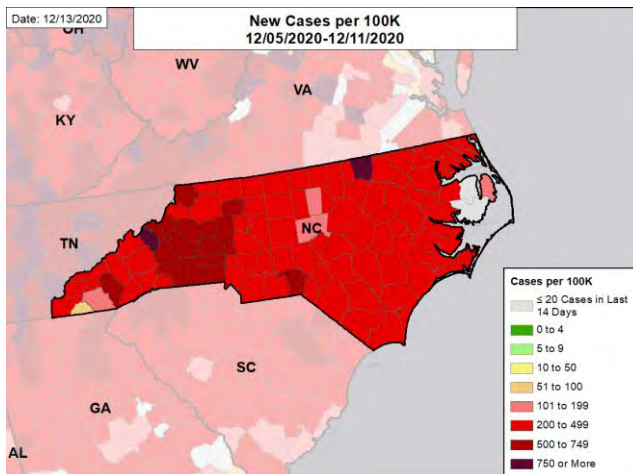 Date: 12/13/2020
New Cases per 100K
12/05/2020-12/11/2020
OH
WV
VA
KY
NC
TN
SC
GA
AL
Cases per 100K
≤ 20 Cases in Last
14 Days
0 to 4
5 to 9
10 to 50
51 to 100
101 to 199
200 to 499
500 to 749
750 or More